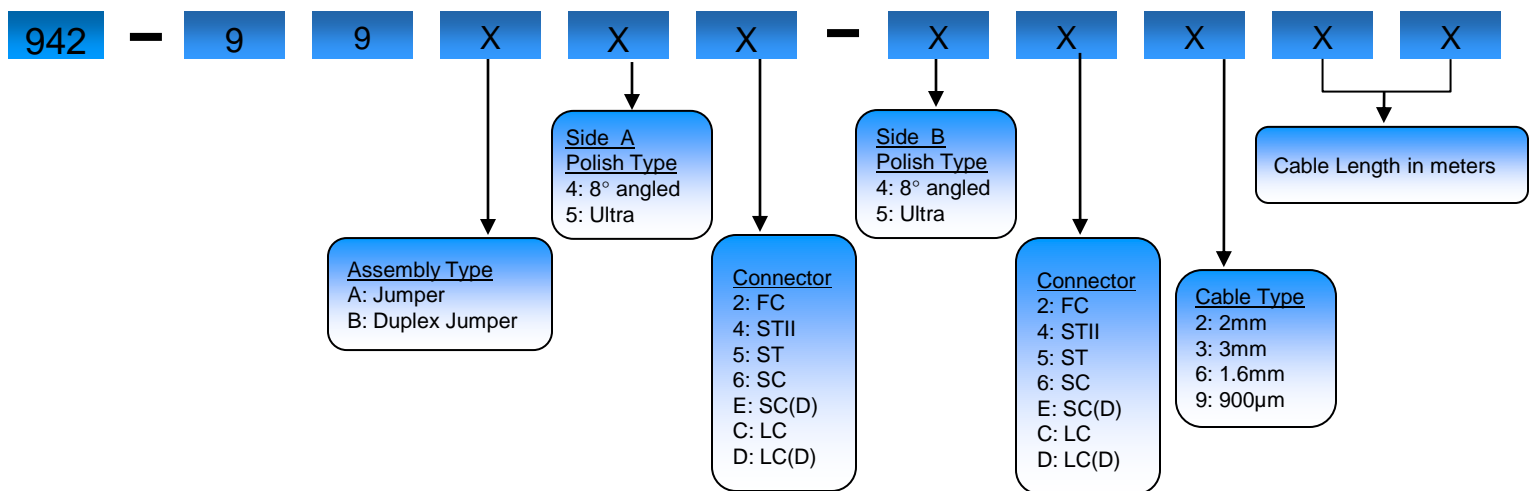 942 – 9 9 X X X – X X X X X
Side A
Polish Type
4: 8° angled
5: Ultra
Side B
Polish Type
4: 8° angled
5: Ultra
Cable Length in meters
Assembly Type
A: Jumper
B: Duplex Jumper
Connector
2: FC
4: STII
5: ST
6: SC
E: SC(D)
C: LC
D: LC(D)
Connector
2: FC
4: STII
5: ST
6: SC
E: SC(D)
C: LC
D: LC(D)
Cable Type
2: 2mm
3: 3mm
6: 1.6mm
9: 900µm